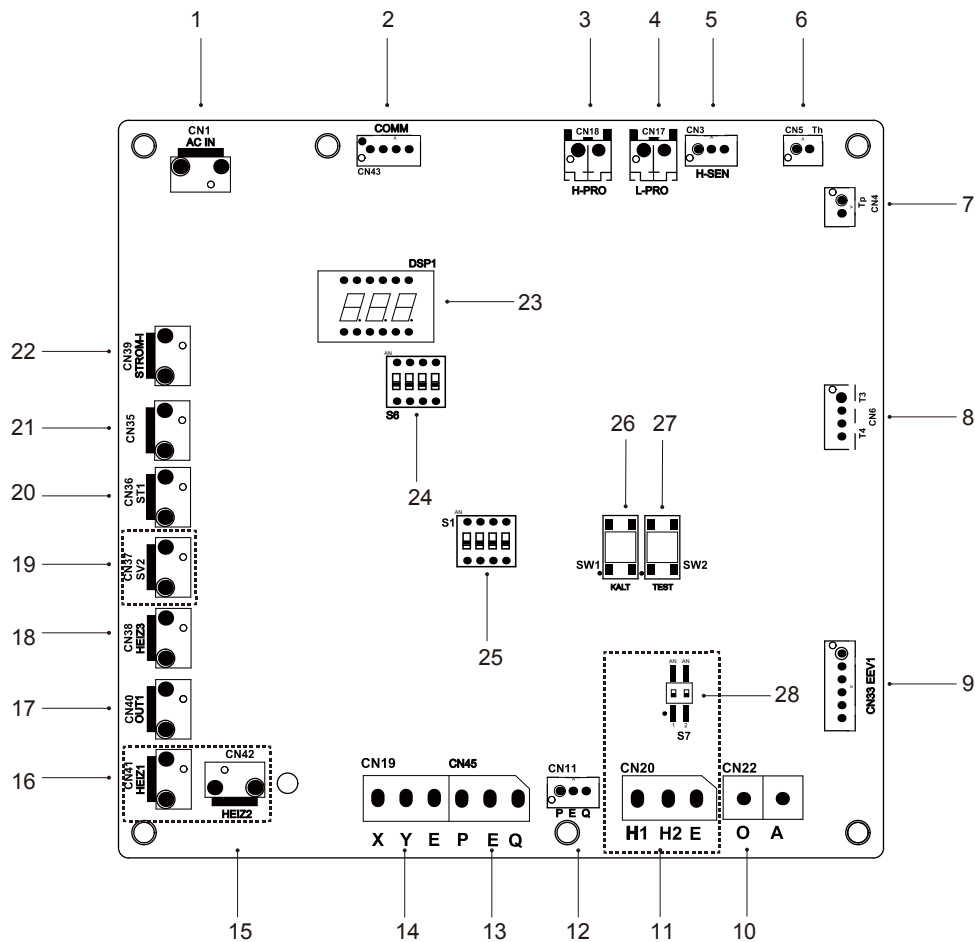 1 2 3 4 5 6
CN1
AC IN
COMM
CN43
CN18
H-PRO
CN17
L-PRO
CN3
H-SEN
CN5 Th
Tp
CN4
7
DSP1
23
AN
S6
24
22
CN39
STROM-I
21
CN35
20
CN36
ST1
19
CN37
SV2
18
CN38
HEIZ3
17
CN40
OUT1
16
CN41
HEIZ1
CN42
HEIZ2
T3
CN6
T4
8
26 27
AN
S1
25
SW1
KALT
SW2
TEST
CN33 EEV1
9
AN AN
28
1 2
S7
CN19 CN45
X Y E P E Q
CN11
P E Q
CN20
H1 H2 E
CN22
O A
15 14 13 12 11 10